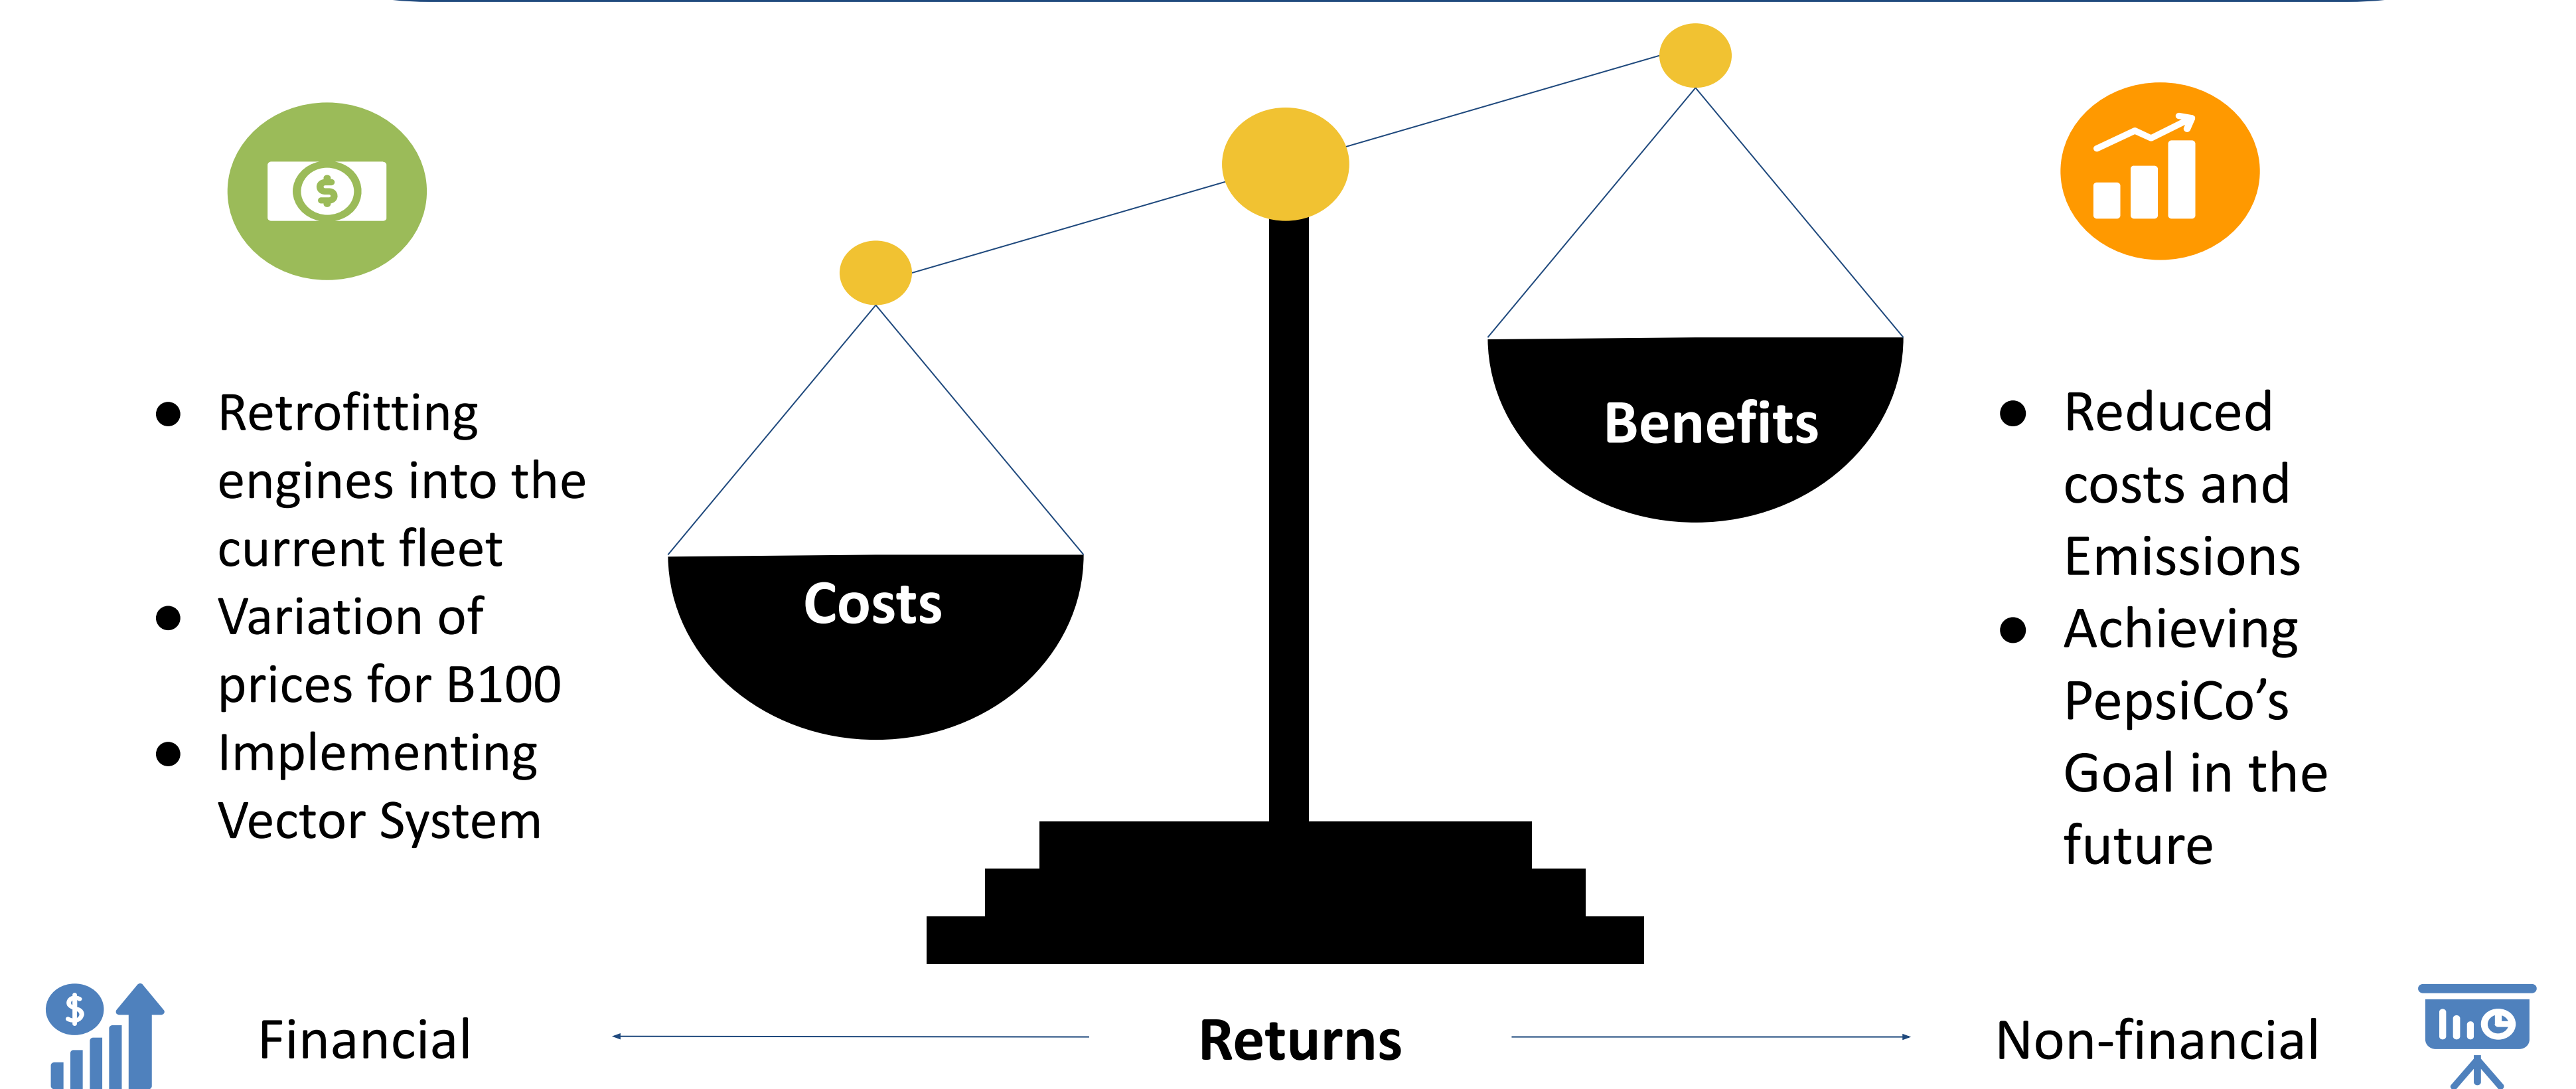 ● Retrofitting
engines into the
current fleet
● Variation of
prices for B100
● Implementing
Vector System
Costs
Benefits
● Reduced
costs and
Emissions
● Achieving
PepsiCo’s
Goal in the
future
$
$
Financial
Returns
Non-financial